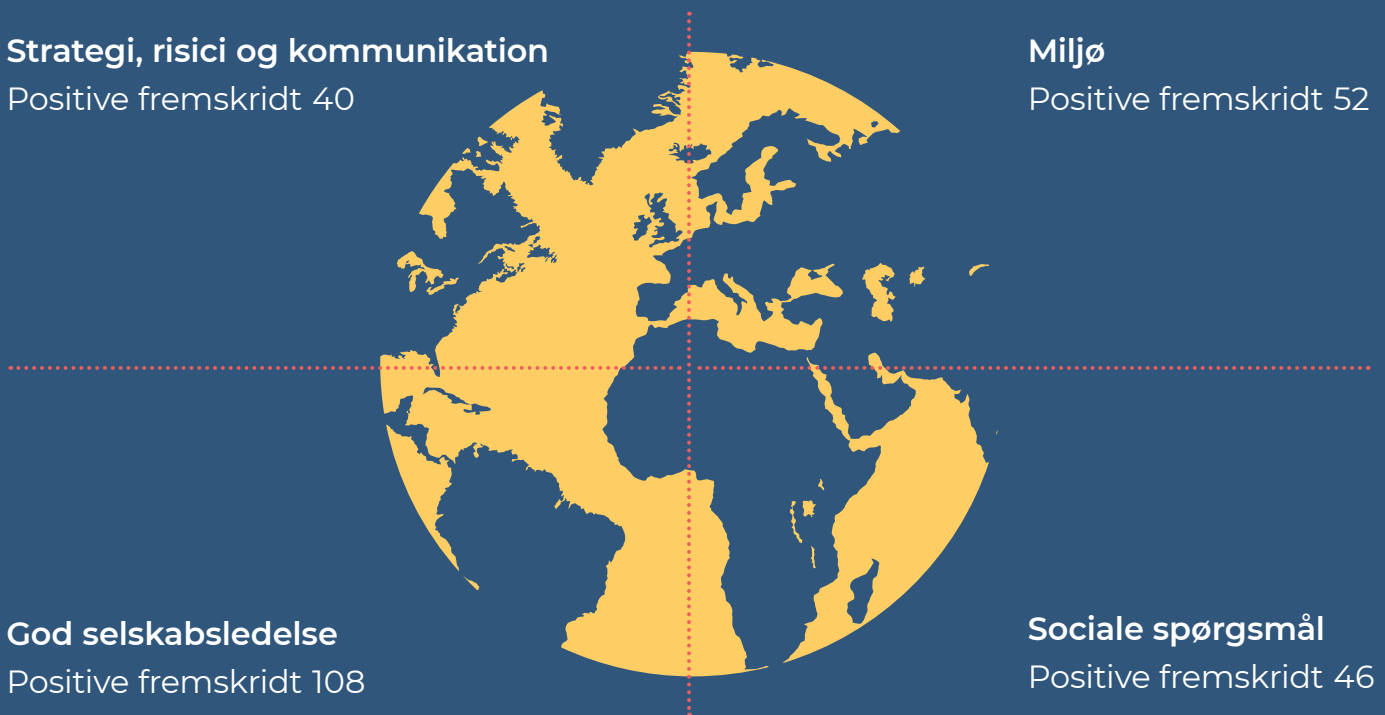 Strategi, risici og kommunikation
Positive fremskridt 40
Miljø
Positive fremskridt 52
God selskabsledelse
Positive fremskridt 108
Sociale spørgsmål
Positive fremskridt 46